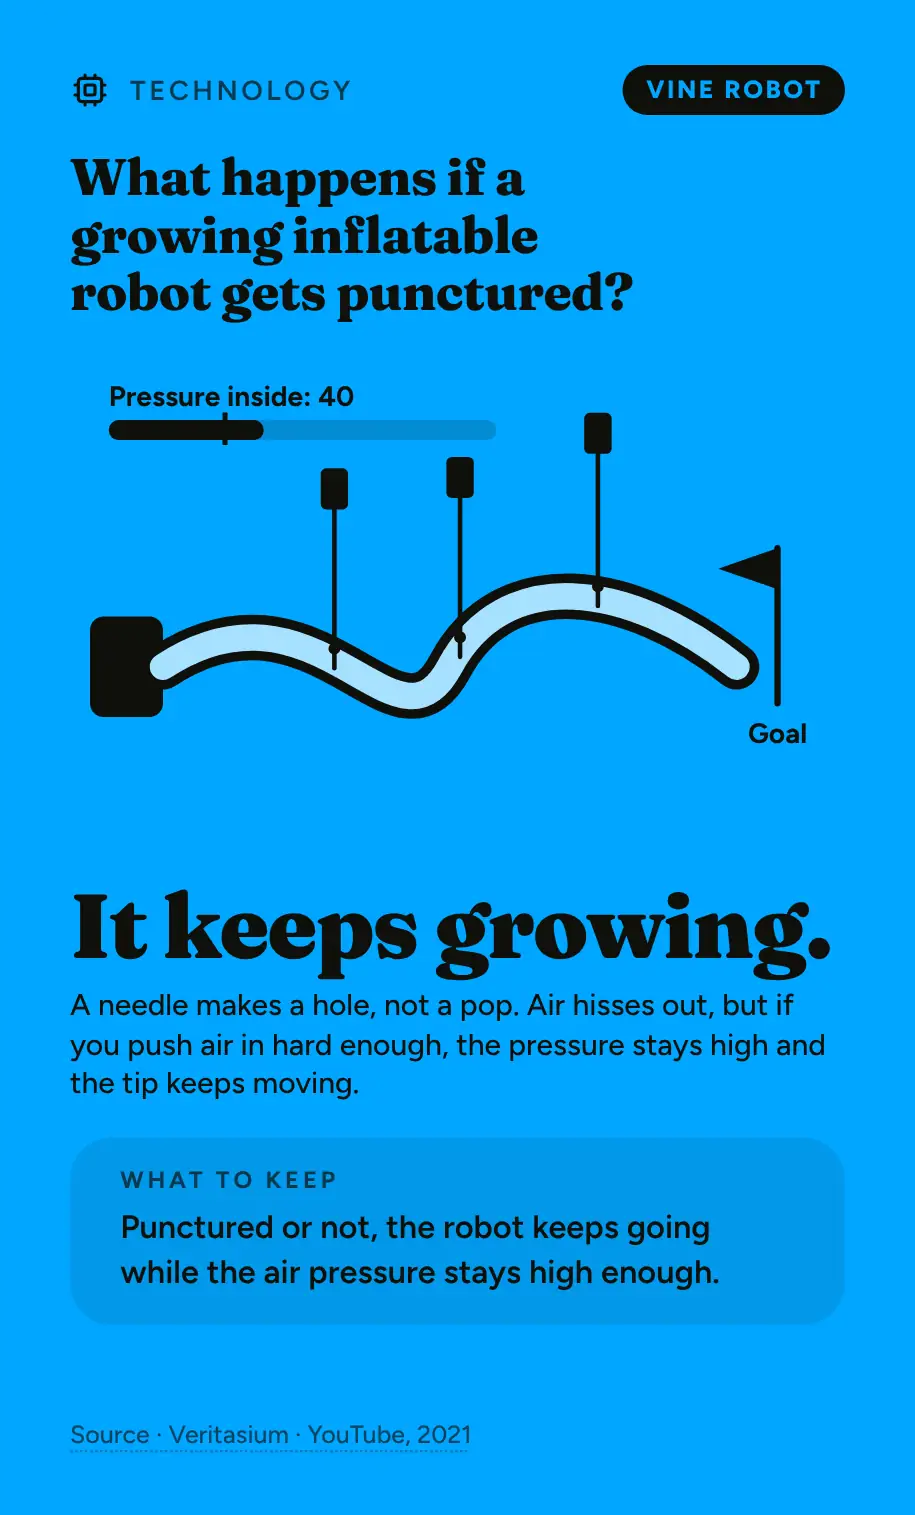 TECHNOLOGY
VINE ROBOT
What happens if a
growing inflatable
robot gets punctured?
Pressure inside: 40
Goal
It keeps growing.
A needle makes a hole, not a pop. Air hisses out, but if
you push air in hard enough, the pressure stays high and
the tip keeps moving.
WHAT TO KEEP
Punctured or not, the robot keeps going
while the air pressure stays high enough.
Source · Veritasium · YouTube, 2021